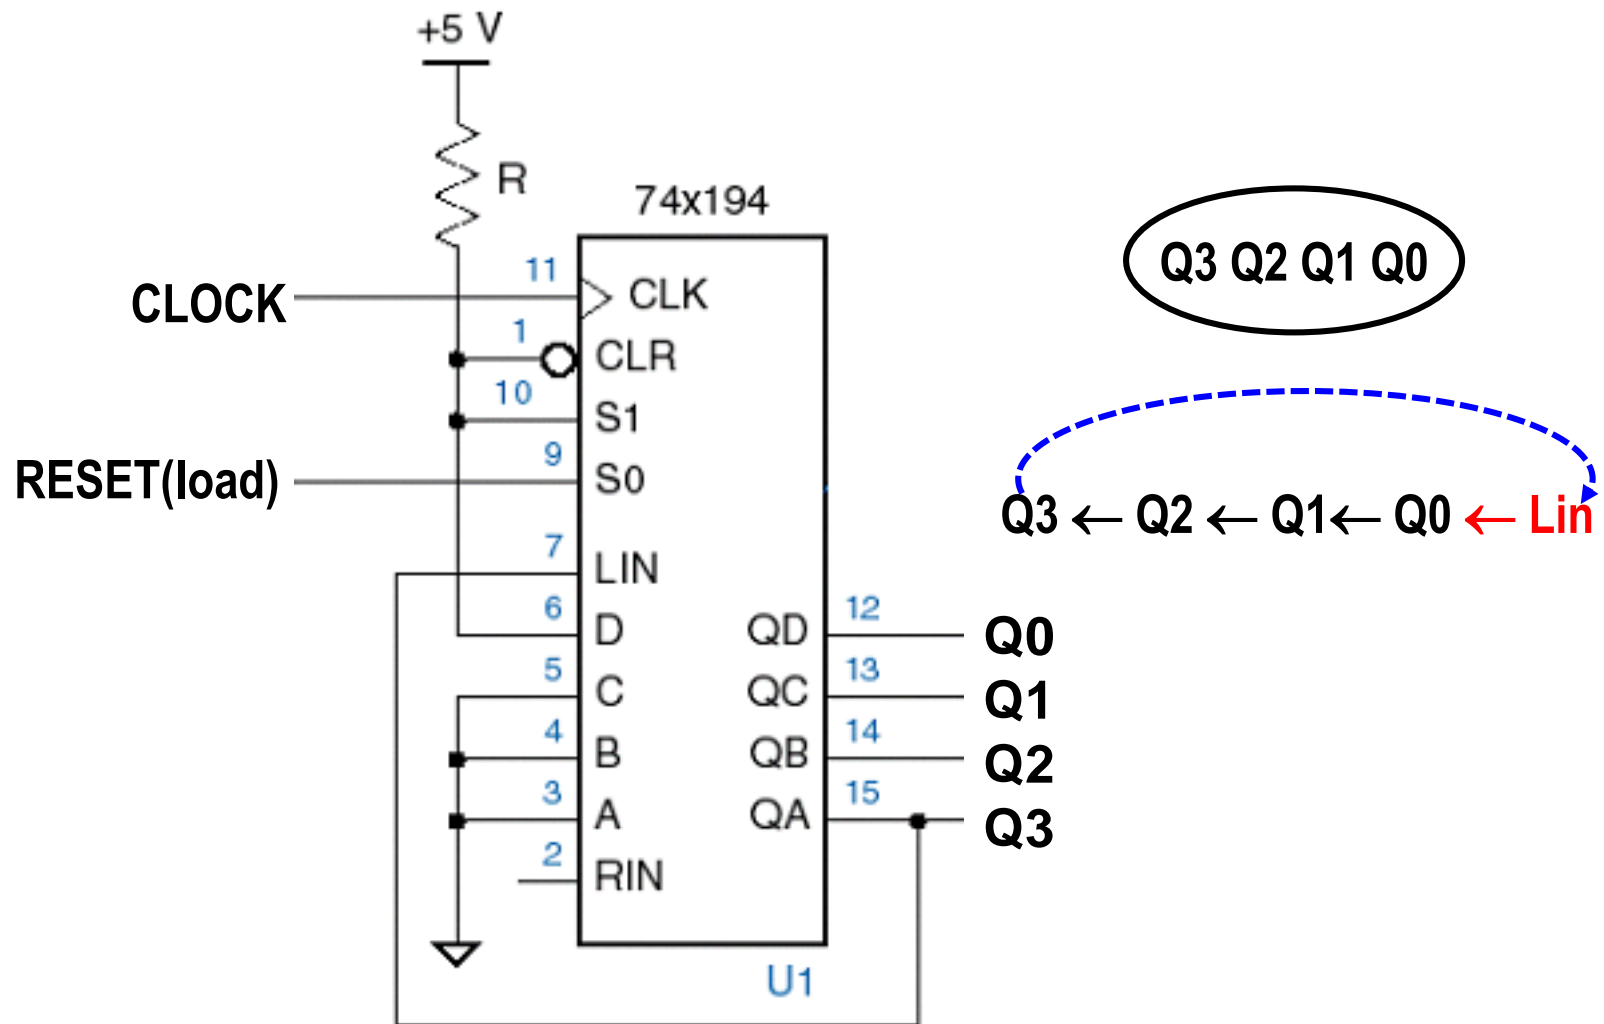 +5 V
R
74x194
Q3 Q2 Q1 Q0
CLOCK
11
CLK
1
CLR
10
S1
RESET(load)
9
S0
Q3 ← Q2 ← Q1← Q0 ← Lin
7
LIN
6
D
QD
12
Q0
5
C
QC
13
Q1
4
B
QB
14
Q2
3
A
QA
15
Q3
2
RIN
U1